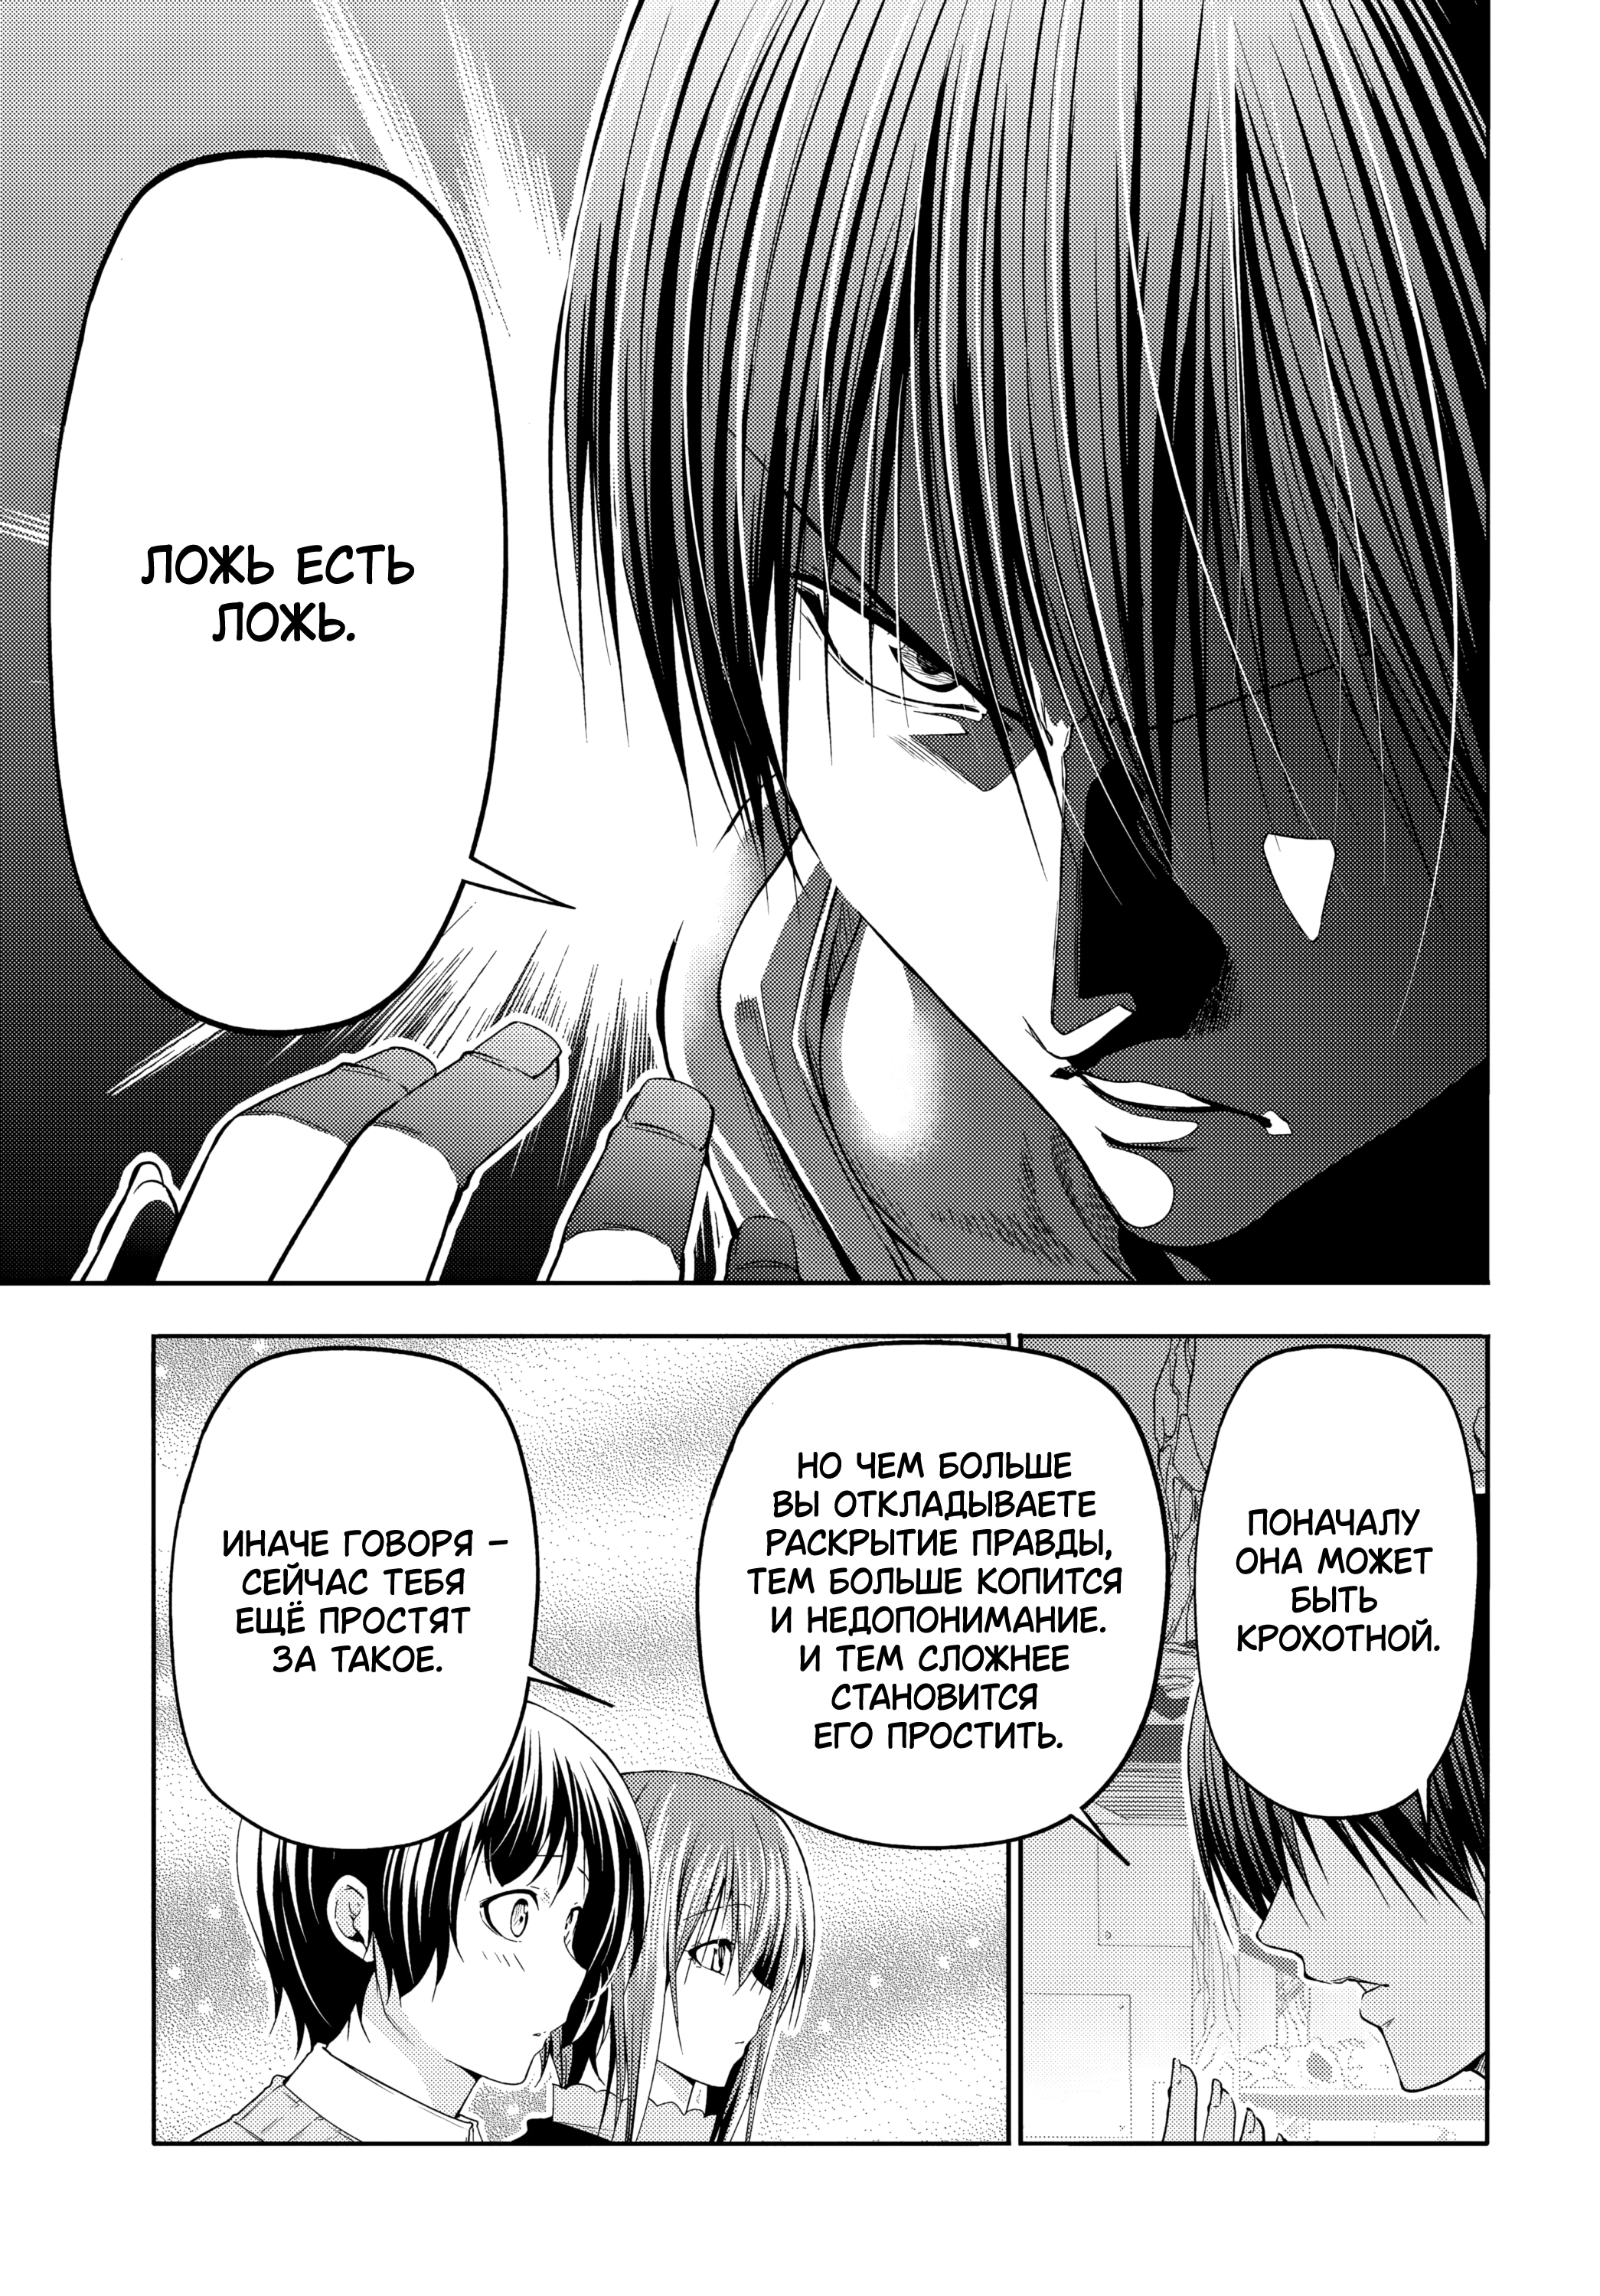 ЛОЖЬ ЕСТЬ
ЛОЖЬ.
ПОНАЧАЛУ
ОНА МОЖЕТ
БЫТЬ
КРОХОТНОЙ.
НО ЧЕМ БОЛЬШЕ
ВЫ ОТКЛАДЫВАЕТЕ
РАСКРЫТИЕ ПРАВДЫ,
ТЕМ БОЛЬШЕ КОПИТСЯ
И НЕДОПОНИМАНИЕ.
И ТЕМ СЛОЖНЕЕ
СТАНОВИТСЯ
ЕГО ПРОСТИТЬ.
ИНАЧЕ ГОВОРЯ –
СЕЙЧАС ТЕБЯ
ЕЩЁ ПРОСТЯТ
ЗА ТАКОЕ.